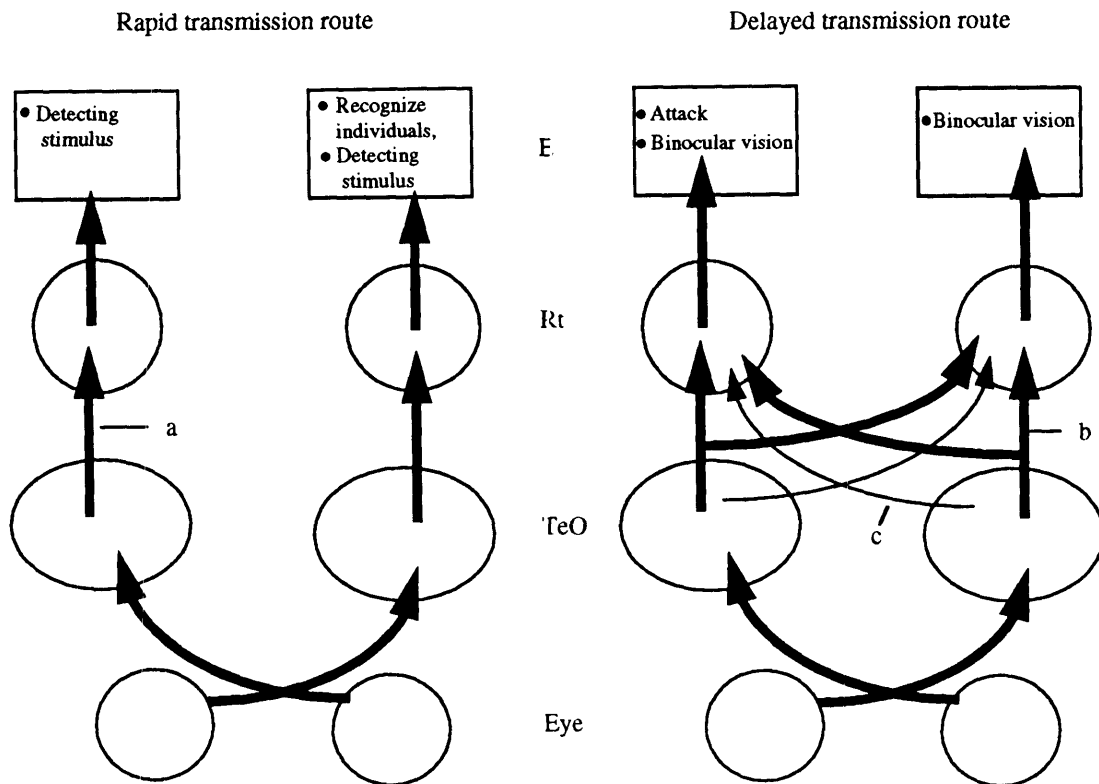 Rapid transmission route
Delayed transmission route
• Detecting
stimulus
• Recognize
individuals,
• Detecting
stimulus
E
• Attack
• Binocular vision
• Binocular vision
Rt
a
b
TeO
c
Eye